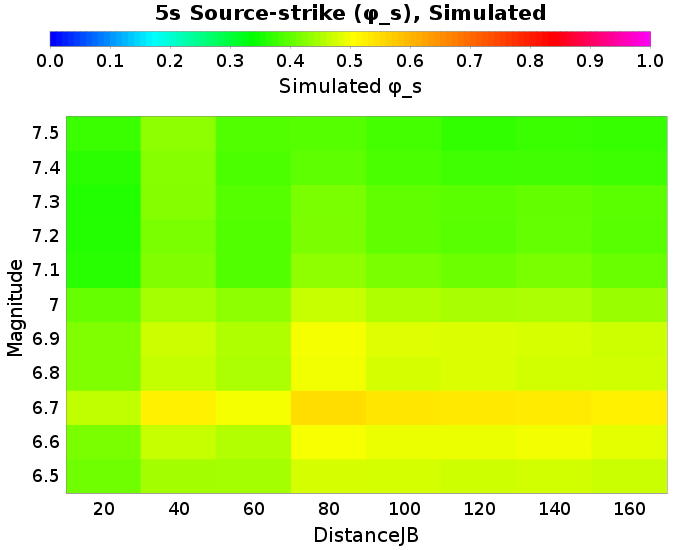 5s Source-strike (φ_s), Simulated
0.0 0.1 0.2 0.3 0.4 0.5 0.6 0.7 0.8 0.9 1.0
Simulated φ_s
7.5
7.4
7.3
7.2
7.1
7
6.9
6.8
6.7
6.6
6.5
Magnitude
20 40 60 80 100 120 140 160
DistanceJB